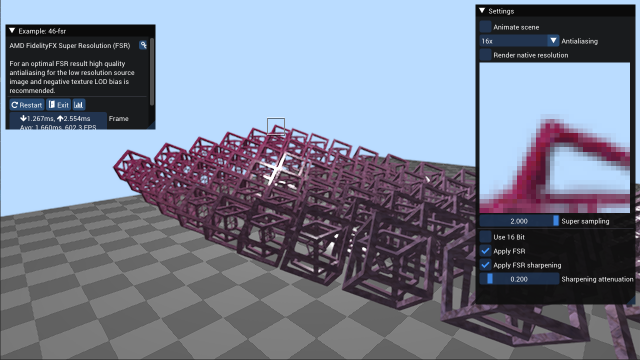 Example: 46-fsr
AMD FidelityFX Super Resolution (FSR)
For an optimal FSR result high quality
antialiasing for the low resolution source
image and negative texture LOD bias is
recommended.
Restart Exit
1.267ms, 2.554ms Frame
Avg: 1.660ms, 602.3 FPS
Settings
Animate scene
16x Antialiasing
Render native resolution
2.000 Super sampling
Use 16 Bit
Apply FSR
Apply FSR sharpening
0.200 Sharpening attenuation